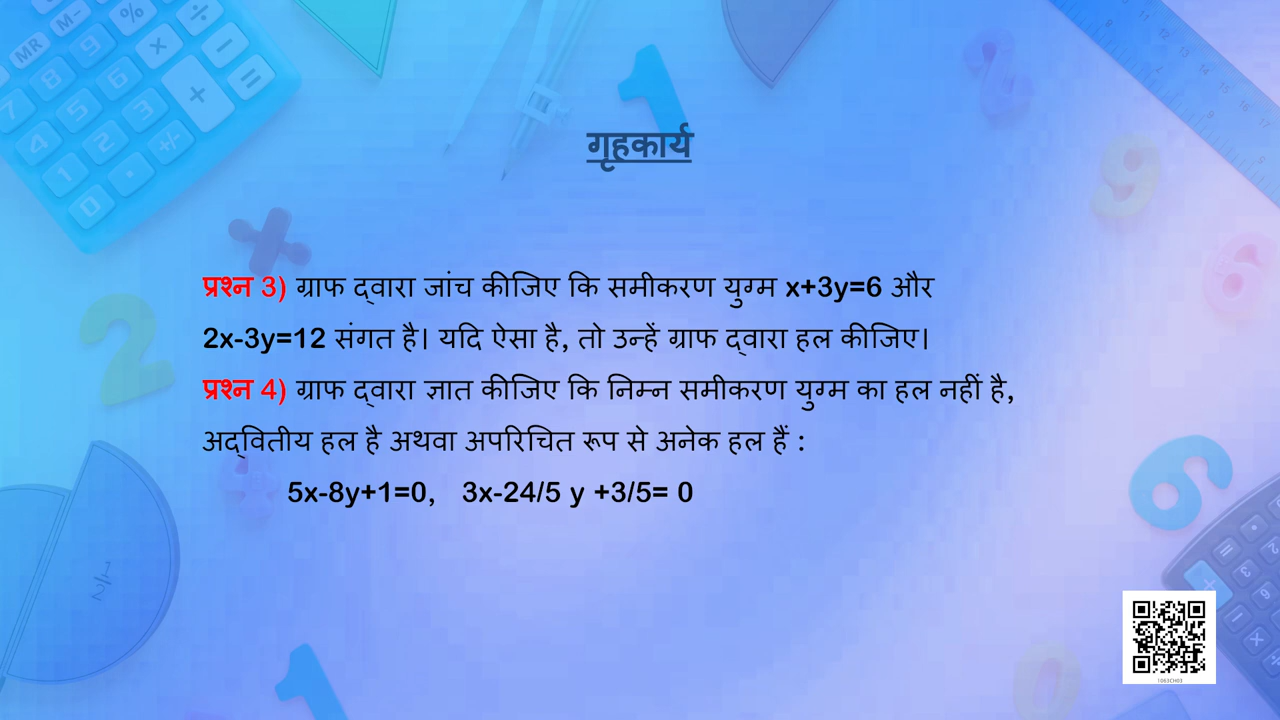 गृहकार्य
प्रश्न 3) ग्राफ द्वारा जांच कीजिए कि समीकरण युग्म x+3y=6 और
2x-3y=12 संगत है। यदि ऐसा है, तो उन्हें ग्राफ द्वारा हल कीजिए।
प्रश्न 4) ग्राफ द्वारा ज्ञात कीजिए कि निम्न समीकरण युग्म का हल नहीं है,
अद्वितीय हल है अथवा अपरिचित रूप से अनेक हल हैं :
5x-8y+1=0, 3x-24/5 y +3/5= 0
1063CH03